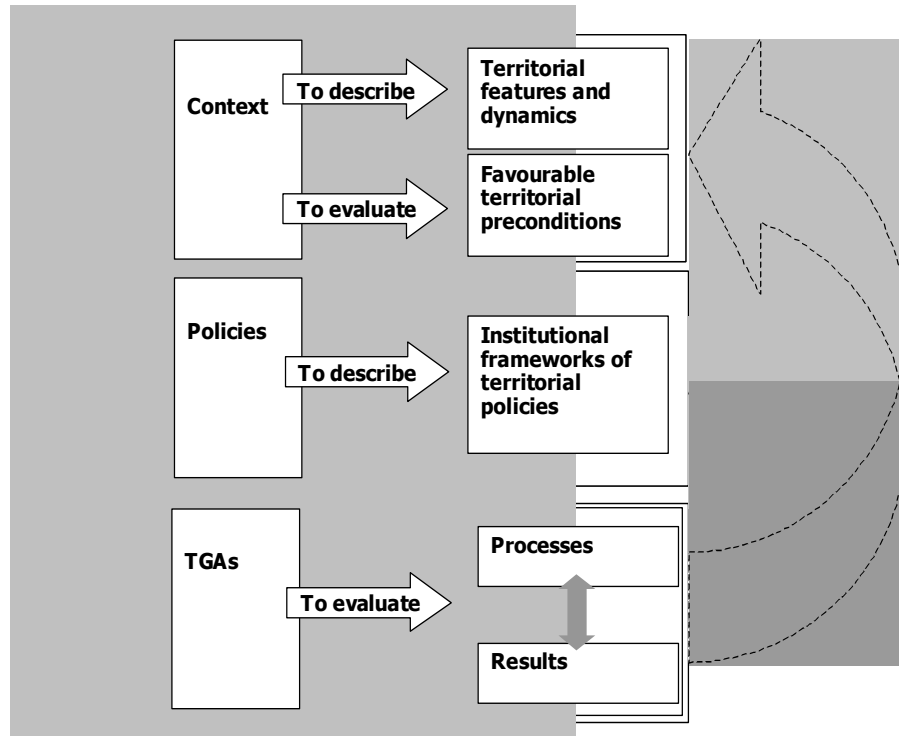 Context
To describe
Territorial
features and
dynamics
To evaluate
Favourable
territorial
preconditions
Policies
To describe
Institutional
frameworks of
territorial
policies
TGAs
To evaluate
Processes
Results